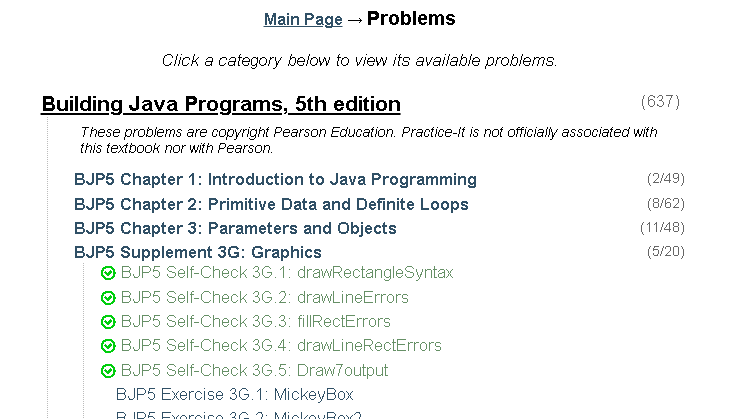 Main Page → Problems
Click a category below to view its available problems.
Building Java Programs, 5th edition (637)
These problems are copyright Pearson Education. Practice-It is not officially associated with
this textbook nor with Pearson.
BJP5 Chapter 1: Introduction to Java Programming (2/49)
BJP5 Chapter 2: Primitive Data and Definite Loops (8/62)
BJP5 Chapter 3: Parameters and Objects (11/48)
BJP5 Supplement 3G: Graphics (5/20)
BJP5 Self-Check 3G.1: drawRectangleSyntax
BJP5 Self-Check 3G.2: drawLineErrors
BJP5 Self-Check 3G.3: fillRectErrors
BJP5 Self-Check 3G.4: drawLineRectErrors
BJP5 Self-Check 3G.5: Draw7output
BJP5 Exercise 3G.1: MickeyBox
BJP5 Exercise 3G.2: MickeyBox2